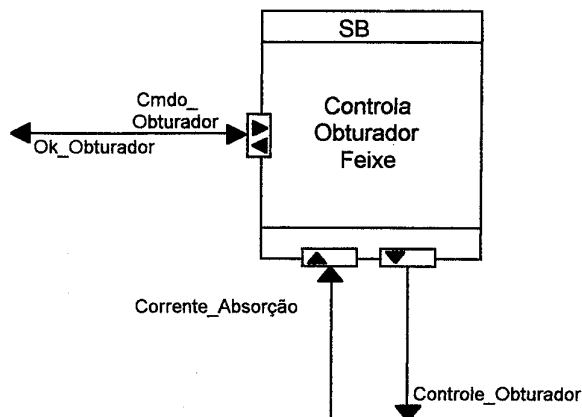 SB
Cmdo_
Obturador
Ok_Obturador
Controla
Obturador
Feixe
Corrente_Absorção
Controle_Obturador